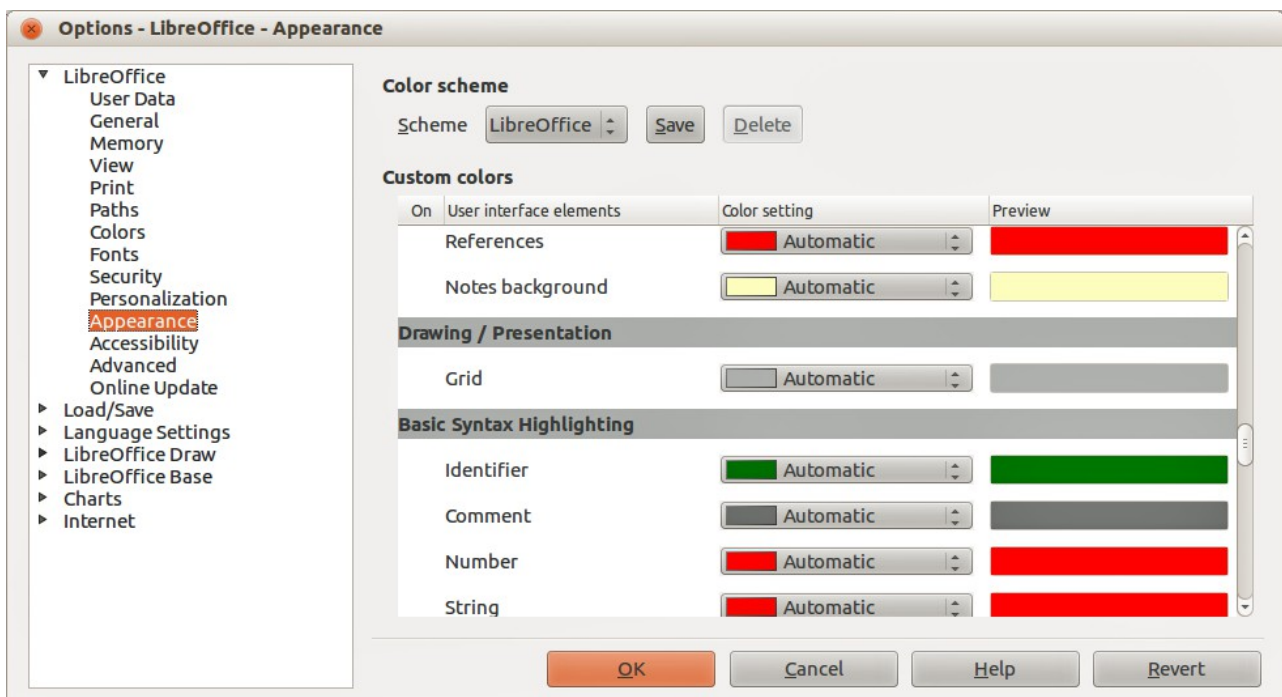 Options - LibreOffice - Appearance
LibreOffice
User Data
General
Memory
View
Print
Paths
Colors
Fonts
Security
Personalization
Appearance
Accessibility
Advanced
Online Update
Load/Save
Language Settings
LibreOffice Draw
LibreOffice Base
Charts
Internet
Color scheme
Scheme LibreOffice Save Delete
Custom colors
On User interface elements Color setting Preview
References Automatic
Notes background Automatic
Drawing / Presentation
Grid Automatic
Basic Syntax Highlighting
Identifier Automatic
Comment Automatic
Number Automatic
String Automatic
OK Cancel Help Revert